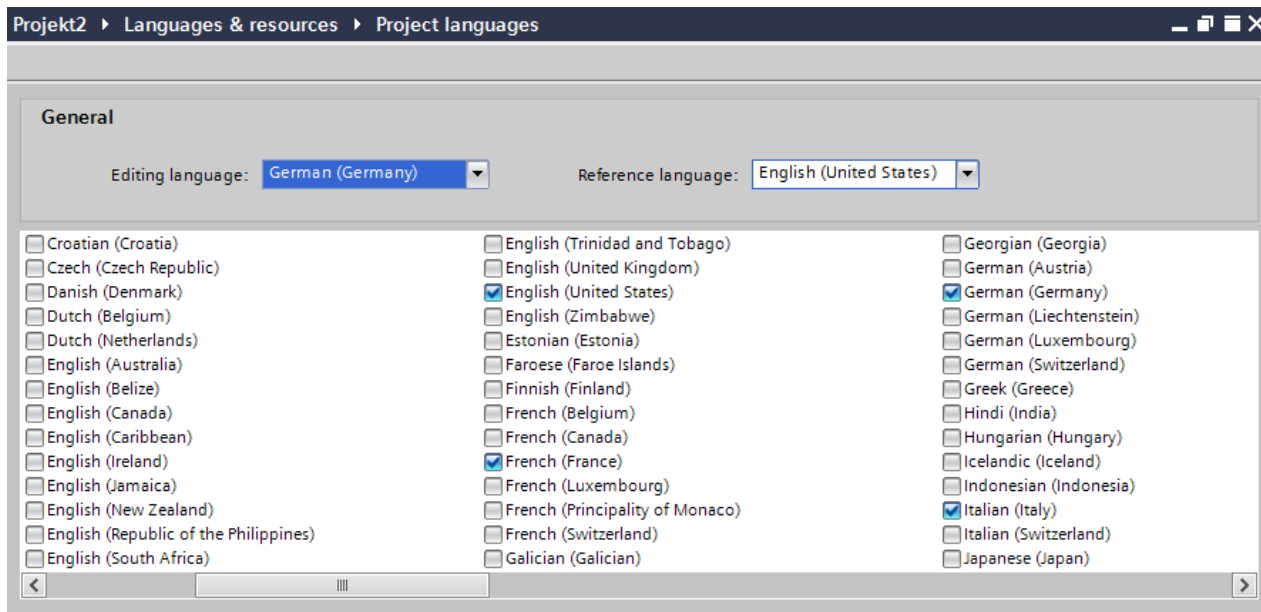 Projekt2 ▸ Languages & resources ▸ Project languages
General
Editing language: German (Germany) Reference language: English (United States)
Croatian (Croatia)
Czech (Czech Republic)
Danish (Denmark)
Dutch (Belgium)
Dutch (Netherlands)
English (Australia)
English (Belize)
English (Canada)
English (Caribbean)
English (Ireland)
English (Jamaica)
English (New Zealand)
English (Republic of the Philippines)
English (South Africa)
English (Trinidad and Tobago)
English (United Kingdom)
English (United States)
English (Zimbabwe)
Estonian (Estonia)
Faroese (Faroe Islands)
Finnish (Finland)
French (Belgium)
French (Canada)
French (France)
French (Luxembourg)
French (Principality of Monaco)
French (Switzerland)
Galician (Galician)
Georgian (Georgia)
German (Austria)
German (Germany)
German (Liechtenstein)
German (Luxembourg)
German (Switzerland)
Greek (Greece)
Hindi (India)
Hungarian (Hungary)
Icelandic (Iceland)
Indonesian (Indonesia)
Italian (Italy)
Italian (Switzerland)
Japanese (Japan)